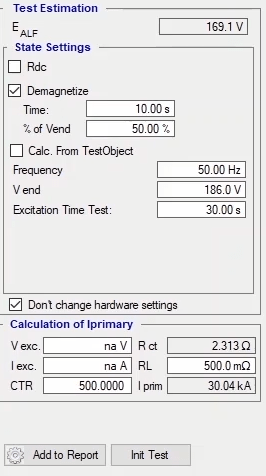 Test Estimation
E ALF 169.1 V
State Settings
Rdc
Demagnetize
Time: 10.00 s
% of Vend 50.00 %
Calc. From TestObject
Frequency 50.00 Hz
V end 186.0 V
Excitation Time Test: 30.00 s
Don't change hardware settings
Calculation of Iprimary
V exc. na V R ct 2.313 Ω
I exc. na A RL 500.0 mΩ
CTR 500.0000 I prim 30.04 kA
Add to Report Init Test